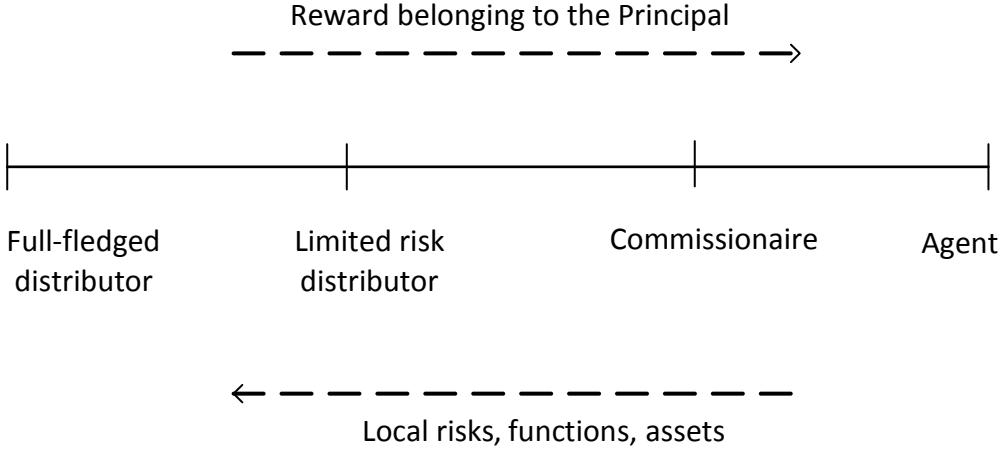 Reward belonging to the Principal
Full-fledged
distributor
Limited risk
distributor
Commissionaire
Agent
Local risks, functions, assets